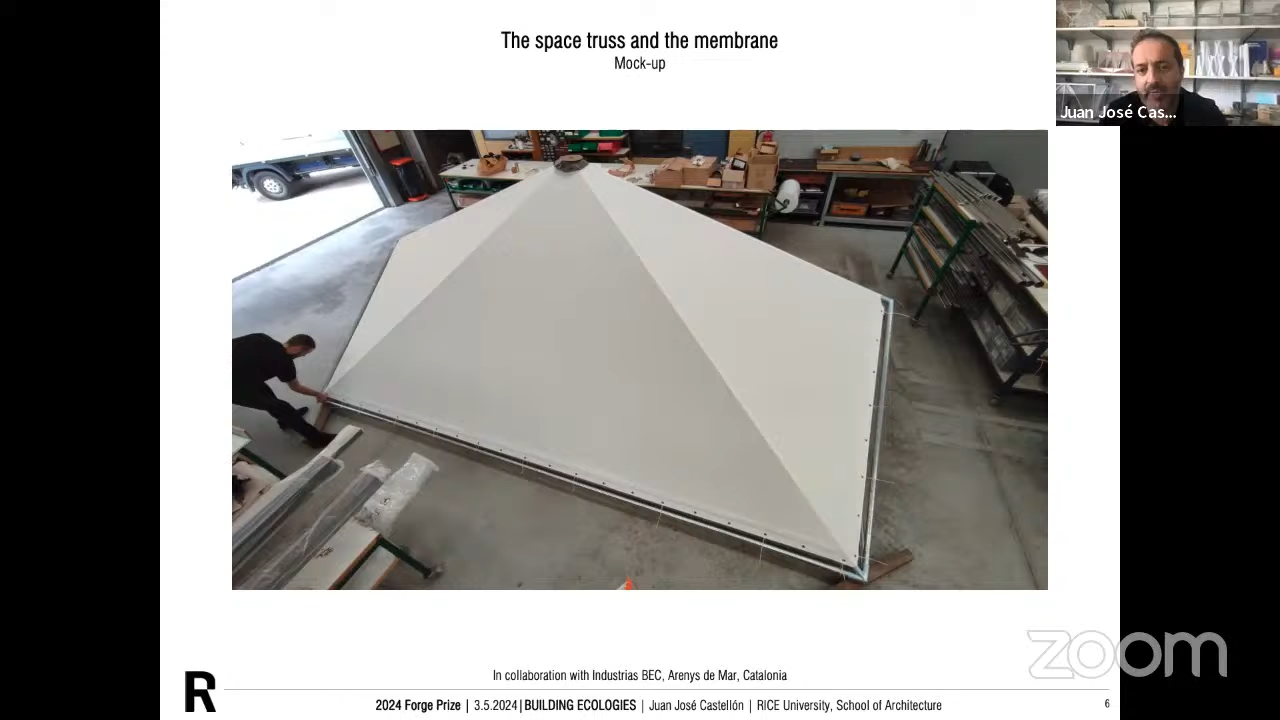 The space truss and the membrane
Mock-up
Juan José Cas...
zoom
In collaboration with Industrias BEC, Arenys de Mar, Catalonia
R
2024 Forge Prize | 3.5.2024 | BUILDING ECOLOGIES | Juan José Castellón | RICE University, School of Architecture
6